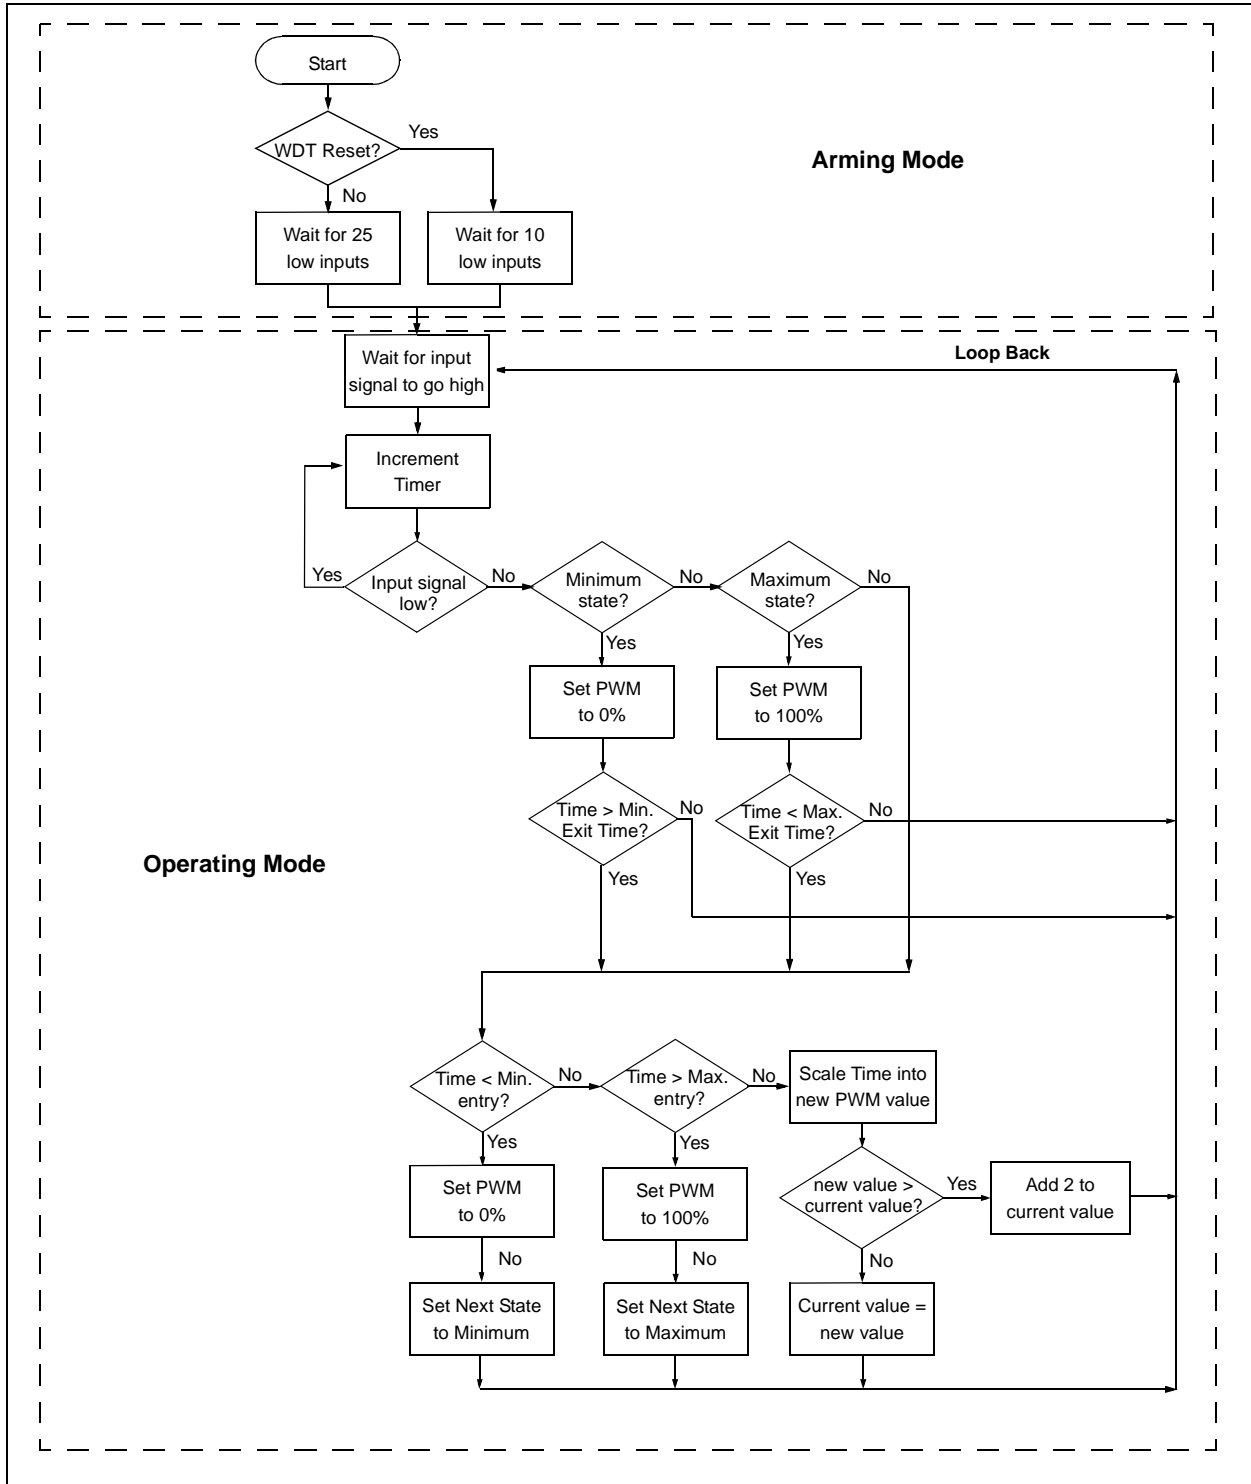 Start
WDT Reset?
Yes
Arming Mode
No
Wait for 25
low inputs
Wait for 10
low inputs
Wait for input
signal to go high
Loop Back
Increment
Timer
Yes
Input signal
low?
No
Minimum
state?
No
Maximum
state?
No
Yes
Yes
Set PWM
to 0%
Set PWM
to 100%
Time > Min.
Exit Time?
No
Time < Max.
Exit Time?
No
Operating Mode
Yes
Yes
Time < Min.
entry?
No
Time > Max.
entry?
No
Scale Time into
new PWM value
Yes
Yes
Set PWM
to 0%
Set PWM
to 100%
new value >
current value?
Yes
Add 2 to
current value
No
No
No
Set Next State
to Minimum
Set Next State
to Maximum
Current value =
new value